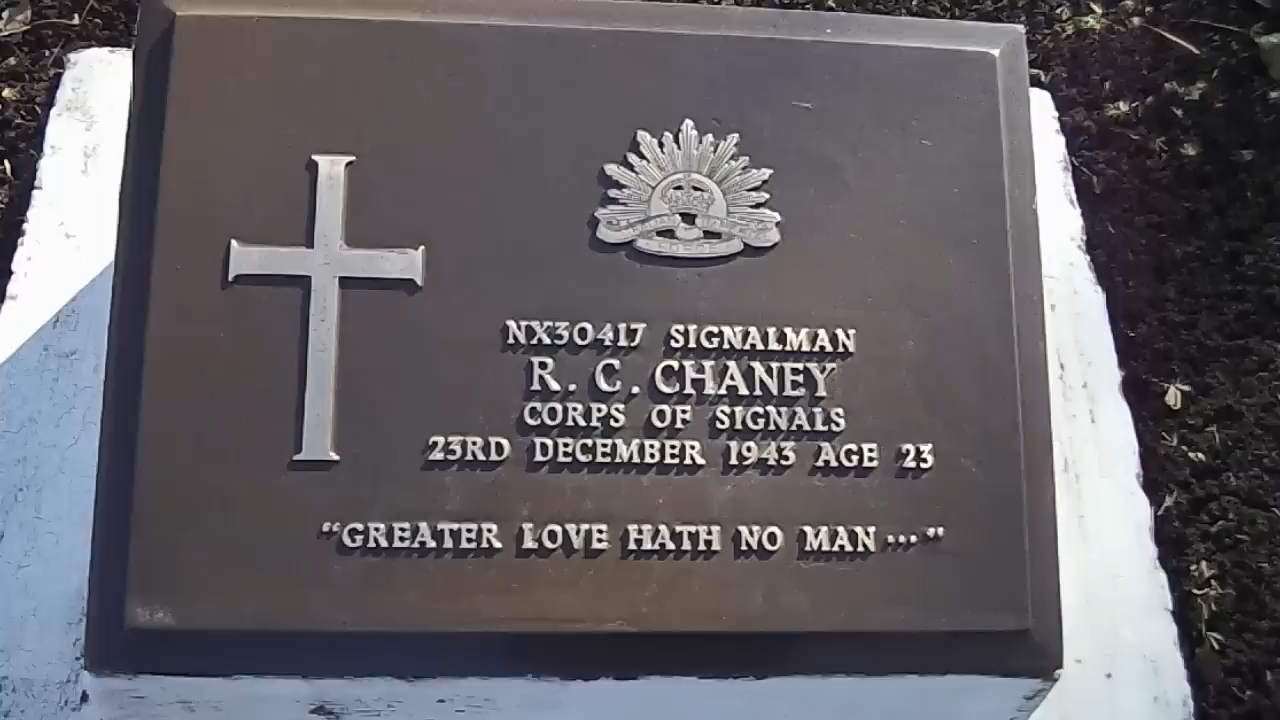 NX30417 SIGNALMAN
R. C. CHANEY
CORPS OF SIGNALS
23RD DECEMBER 1943 AGE 23
"GREATER LOVE HATH NO MAN..."